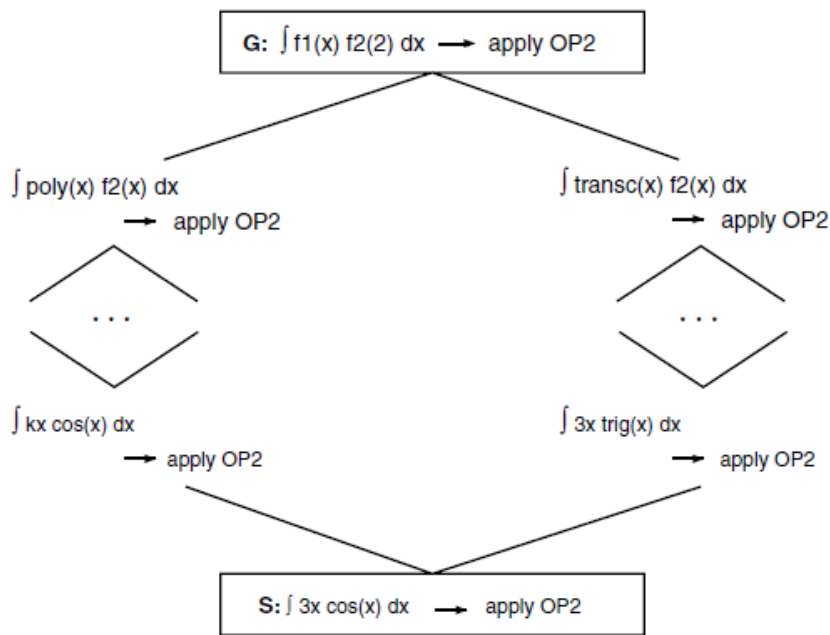 G: ∫ f1(x) f2(2) dx → apply OP2
∫ poly(x) f2(x) dx
→ apply OP2
∫ transc(x) f2(x) dx
→ apply OP2
. . .
. . .
∫ kx cos(x) dx
→ apply OP2
∫ 3x trig(x) dx
→ apply OP2
S: ∫ 3x cos(x) dx → apply OP2